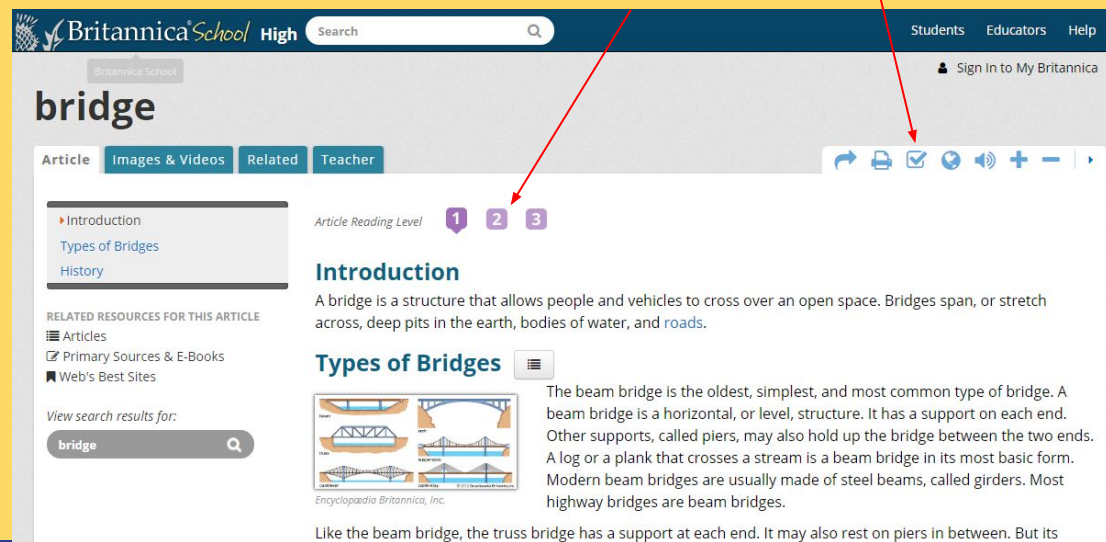 Britannica School High
Search
Students Educators Help
Britannica School
Sign In to My Britannica
bridge
Article Images & Videos Related Teacher
Introduction
Types of Bridges
History
RELATED RESOURCES FOR THIS ARTICLE
Articles
Primary Sources & E-Books
Web's Best Sites
View search results for:
bridge
Article Reading Level 1 2 3
Introduction
A bridge is a structure that allows people and vehicles to cross over an open space. Bridges span, or stretch
across, deep pits in the earth, bodies of water, and roads.
Types of Bridges
beam
arch
truss
suspension
cantilever
cable-stay
Encyclopædia Britannica, Inc.
The beam bridge is the oldest, simplest, and most common type of bridge. A
beam bridge is a horizontal, or level, structure. It has a support on each end.
Other supports, called piers, may also hold up the bridge between the two ends.
A log or a plank that crosses a stream is a beam bridge in its most basic form.
Modern beam bridges are usually made of steel beams, called girders. Most
highway bridges are beam bridges.
Like the beam bridge, the truss bridge has a support at each end. It may also rest on piers in between. But its